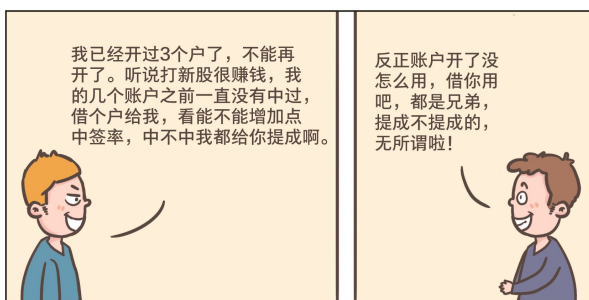 我已经开过3个户了，不能再
开了。听说打新股很赚钱，我
的几个账户之前一直没有中过，
借个户给我，看能不能增加点
中签率，中不中我都给你提成啊。
反正账户开了没
怎么用，借你用
吧，都是兄弟，
提成不提成的，
无所谓啦！